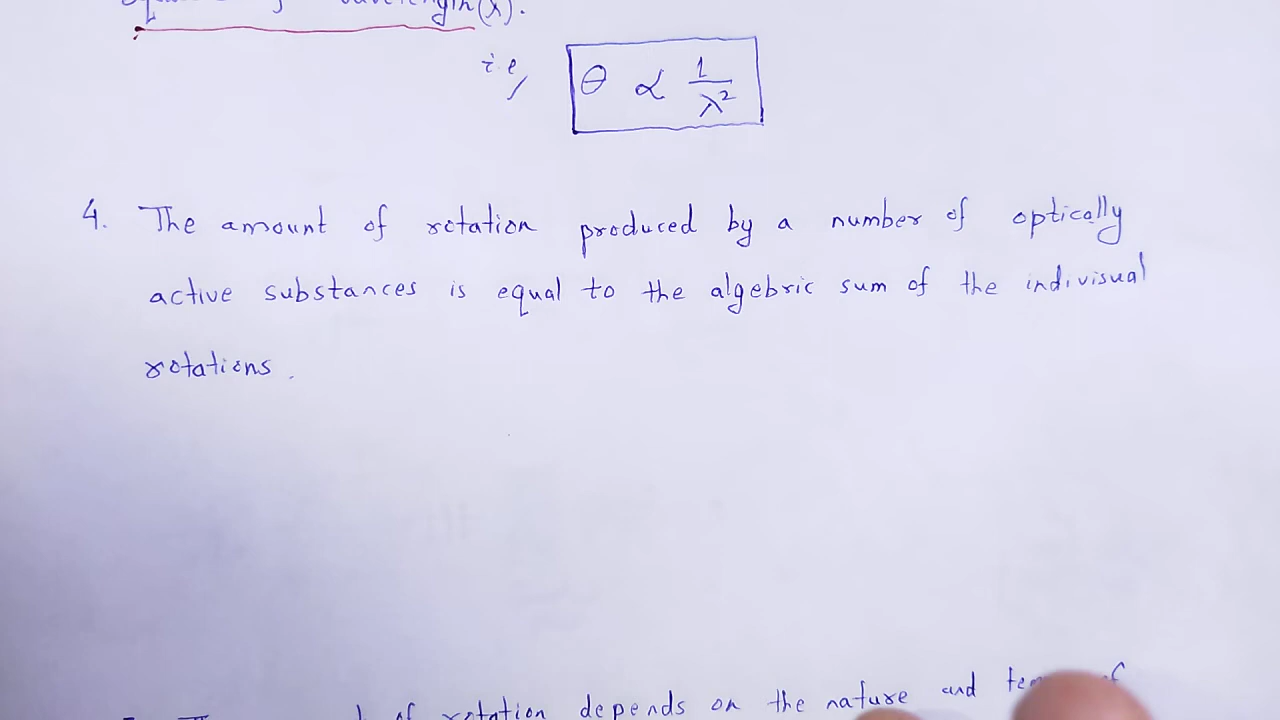 wavelength(λ).
i.e, θ ∝ 1/λ²
4. The amount of rotation produced by a number of optically
active substances is equal to the algebric sum of the indivisual
rotations.
of rotation depends on the nature and